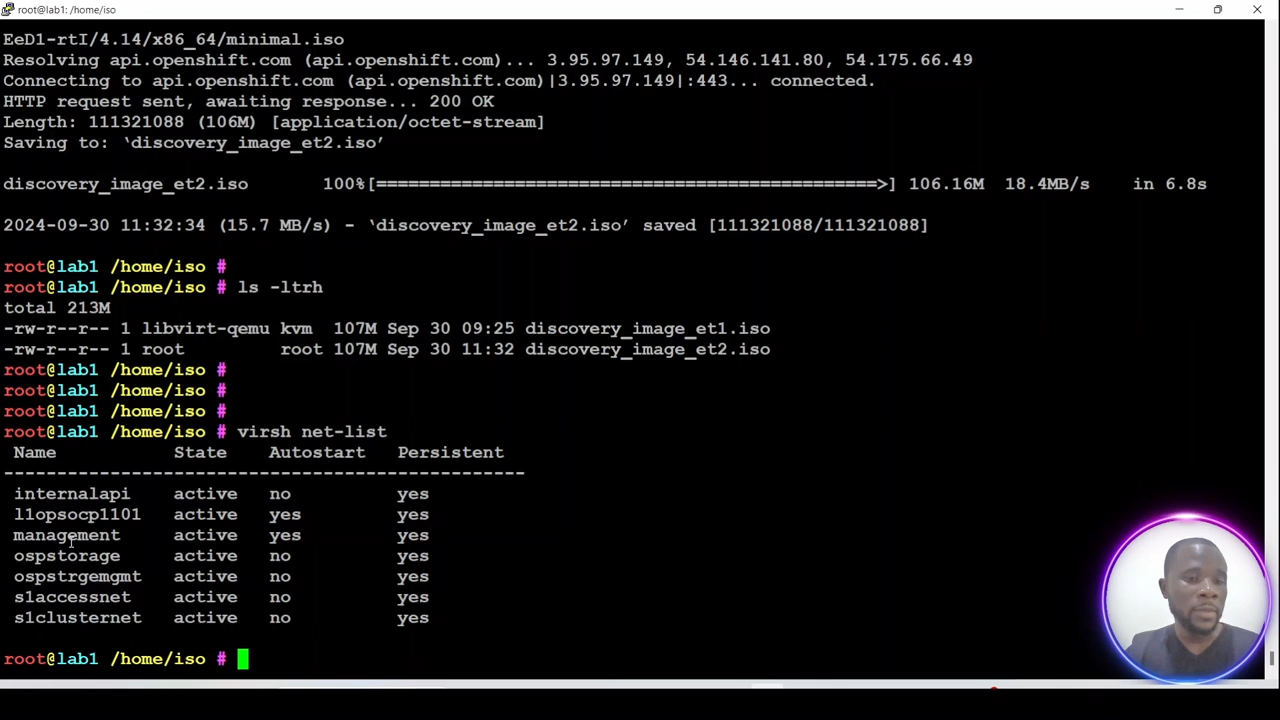 root@lab1: /home/iso
EeD1-rtI/4.14/x86_64/minimal.iso
Resolving api.openshift.com (api.openshift.com)... 3.95.97.149, 54.146.141.80, 54.175.66.49
Connecting to api.openshift.com (api.openshift.com)|3.95.97.149|:443... connected.
HTTP request sent, awaiting response... 200 OK
Length: 111321088 (106M) [application/octet-stream]
Saving to: ‘discovery_image_et2.iso’
discovery_image_et2.iso 100%[===============================================>] 106.16M 18.4MB/s in 6.8s
2024-09-30 11:32:34 (15.7 MB/s) - ‘discovery_image_et2.iso’ saved [111321088/111321088]
root@lab1 /home/iso #
root@lab1 /home/iso # ls -ltrh
total 213M
-rw-r--r-- 1 libvirt-qemu kvm 107M Sep 30 09:25 discovery_image_et1.iso
-rw-r--r-- 1 root root 107M Sep 30 11:32 discovery_image_et2.iso
root@lab1 /home/iso #
root@lab1 /home/iso #
root@lab1 /home/iso #
root@lab1 /home/iso # virsh net-list
Name State Autostart Persistent
-------------------------------------------------
internalapi active no yes
l1opsocp1101 active yes yes
management active yes yes
ospstorage active no yes
ospstrgemgmt active no yes
s1accessnet active no yes
s1clusternet active no yes
root@lab1 /home/iso #